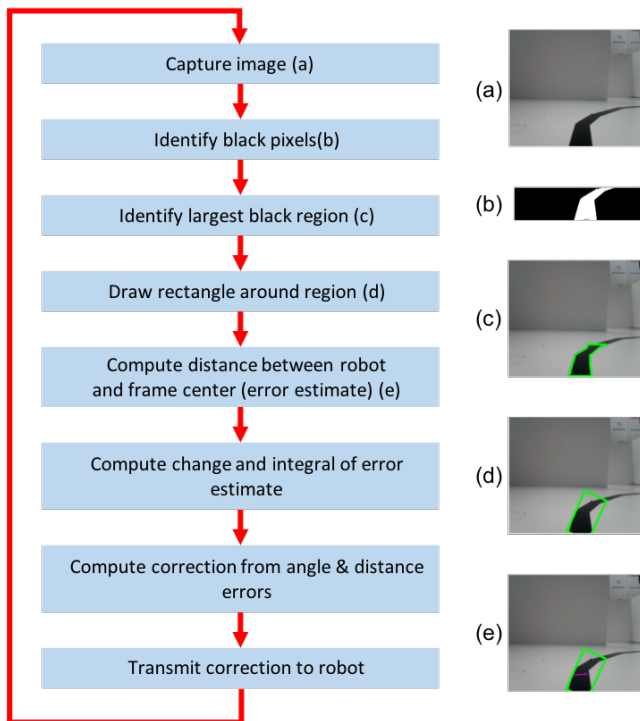 Capture image (a)
Identify black pixels(b)
Identify largest black region (c)
Draw rectangle around region (d)
Compute distance between robot
and frame center (error estimate) (e)
Compute change and integral of error
estimate
Compute correction from angle & distance
errors
Transmit correction to robot
(a)
(b)
(c)
(d)
(e)